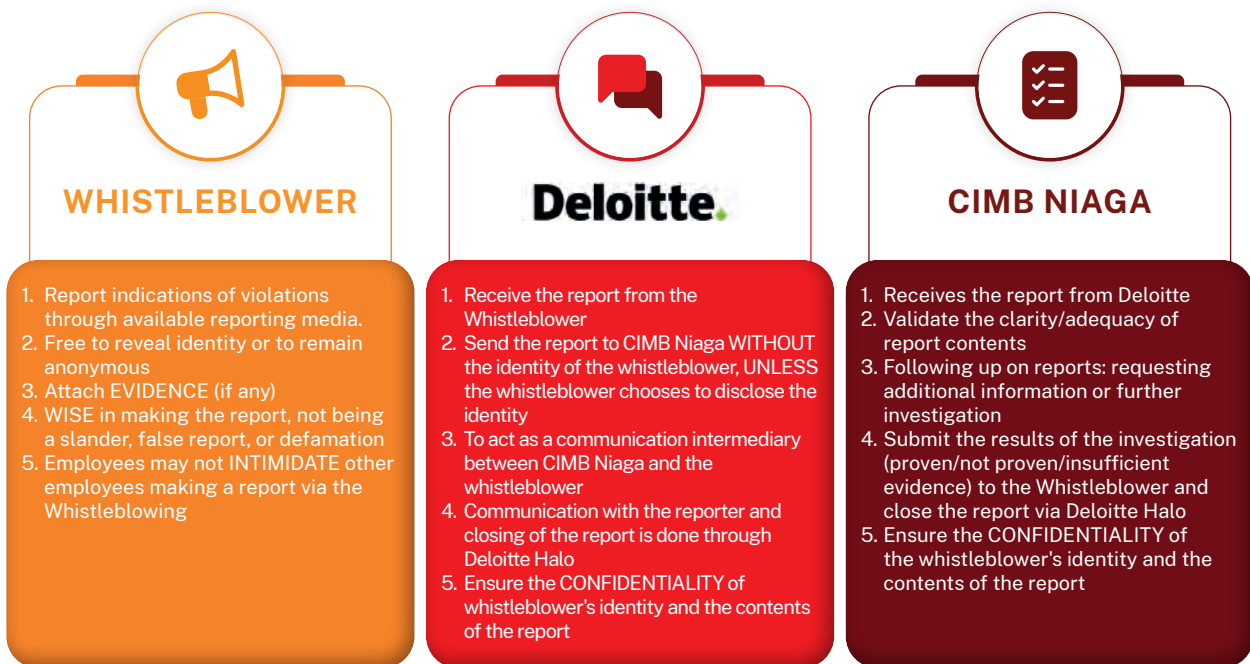 WHISTLEBLOWER
1. Report indications of violations
through available reporting media.
2. Free to reveal identity or to remain
anonymous
3. Attach EVIDENCE (if any)
4. WISE in making the report, not being
a slander, false report, or defamation
5. Employees may not INTIMIDATE other
employees making a report via the
Whistleblowing
Deloitte.
1. Receive the report from the
Whistleblower
2. Send the report to CIMB Niaga WITHOUT
the identity of the whistleblower, UNLESS
the whistleblower chooses to disclose the
identity
3. To act as a communication intermediary
between CIMB Niaga and the
whistleblower
4. Communication with the reporter and
closing of the report is done through
Deloitte Halo
5. Ensure the CONFIDENTIALITY of
whistleblower's identity and the contents
of the report
CIMB NIAGA
1. Receives the report from Deloitte
2. Validate the clarity/adequacy of
report contents
3. Following up on reports: requesting
additional information or further
investigation
4. Submit the results of the investigation
(proven/not proven/insufficient
evidence) to the Whistleblower and
close the report via Deloitte Halo
5. Ensure the CONFIDENTIALITY of
the whistleblower's identity and the
contents of the report